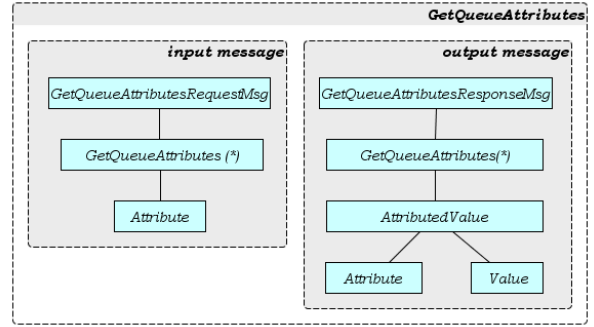 GetQueueAttributes
input message
GetQueueAttributesRequestMsg
GetQueueAttributes (*)
Attribute
output message
GetQueueAttributesResponseMsg
GetQueueAttributes(*)
AttributedValue
Attribute
Value